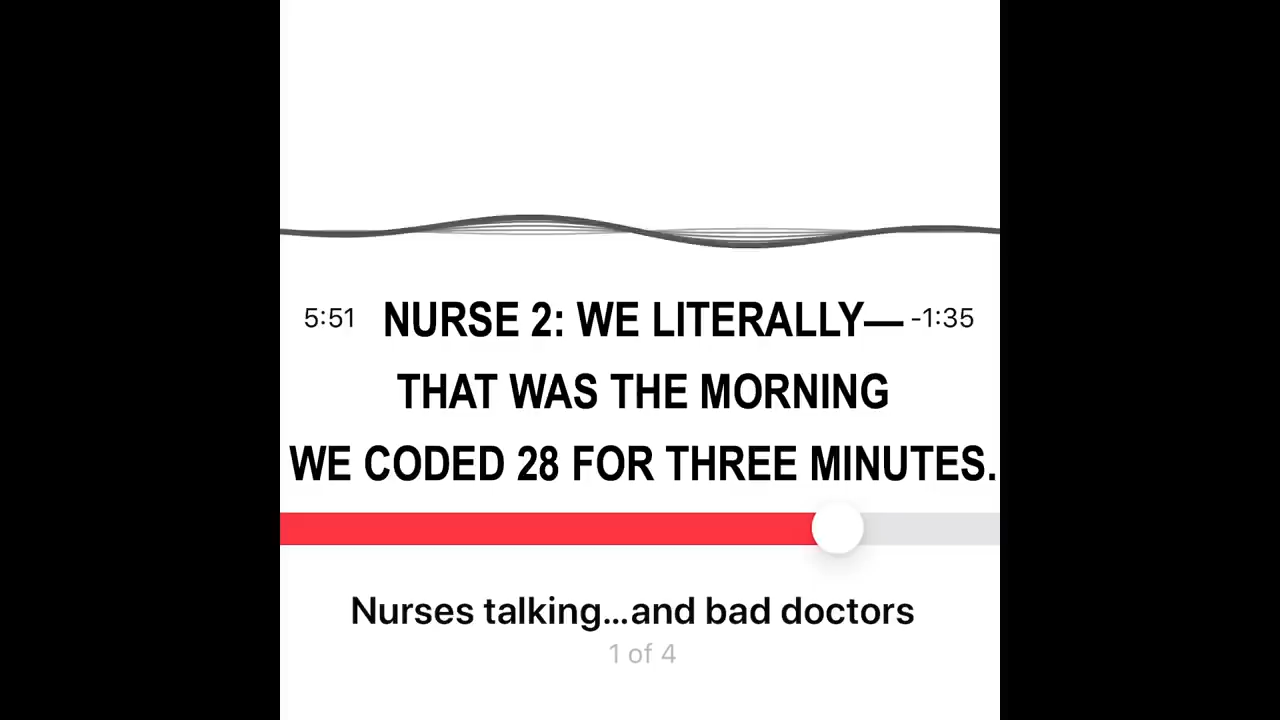 5:51 NURSE 2: WE LITERALLY— -1:35
THAT WAS THE MORNING
WE CODED 28 FOR THREE MINUTES.
Nurses talking...and bad doctors
1 of 4